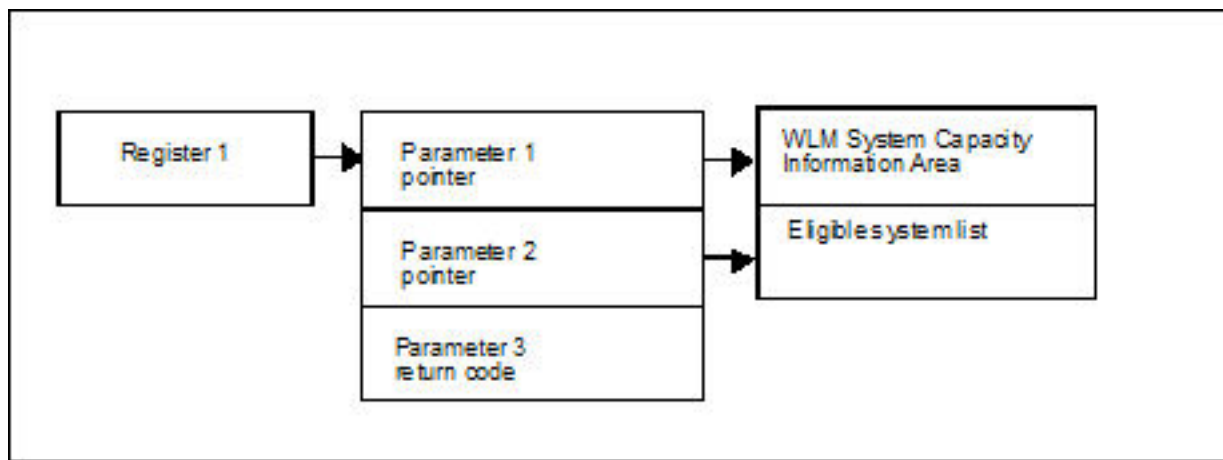 Register 1
Parameter 1
pointer
WLM System Capacity
Information Area
Parameter 2
pointer
Eligible system list
Parameter 3
return code